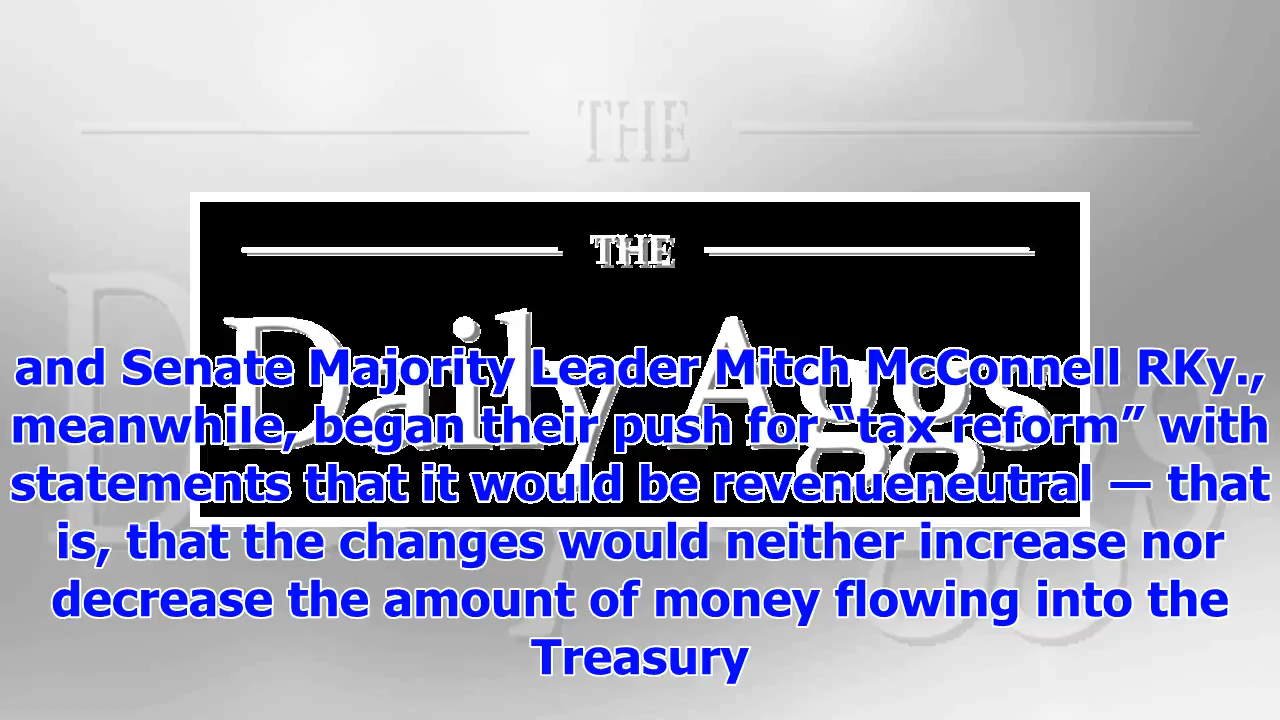 THE
THE
Daily Aggs
and Senate Majority Leader Mitch McConnell RKy.,
meanwhile, began their push for “tax reform” with
statements that it would be revenueneutral — that
is, that the changes would neither increase nor
decrease the amount of money flowing into the
Treasury